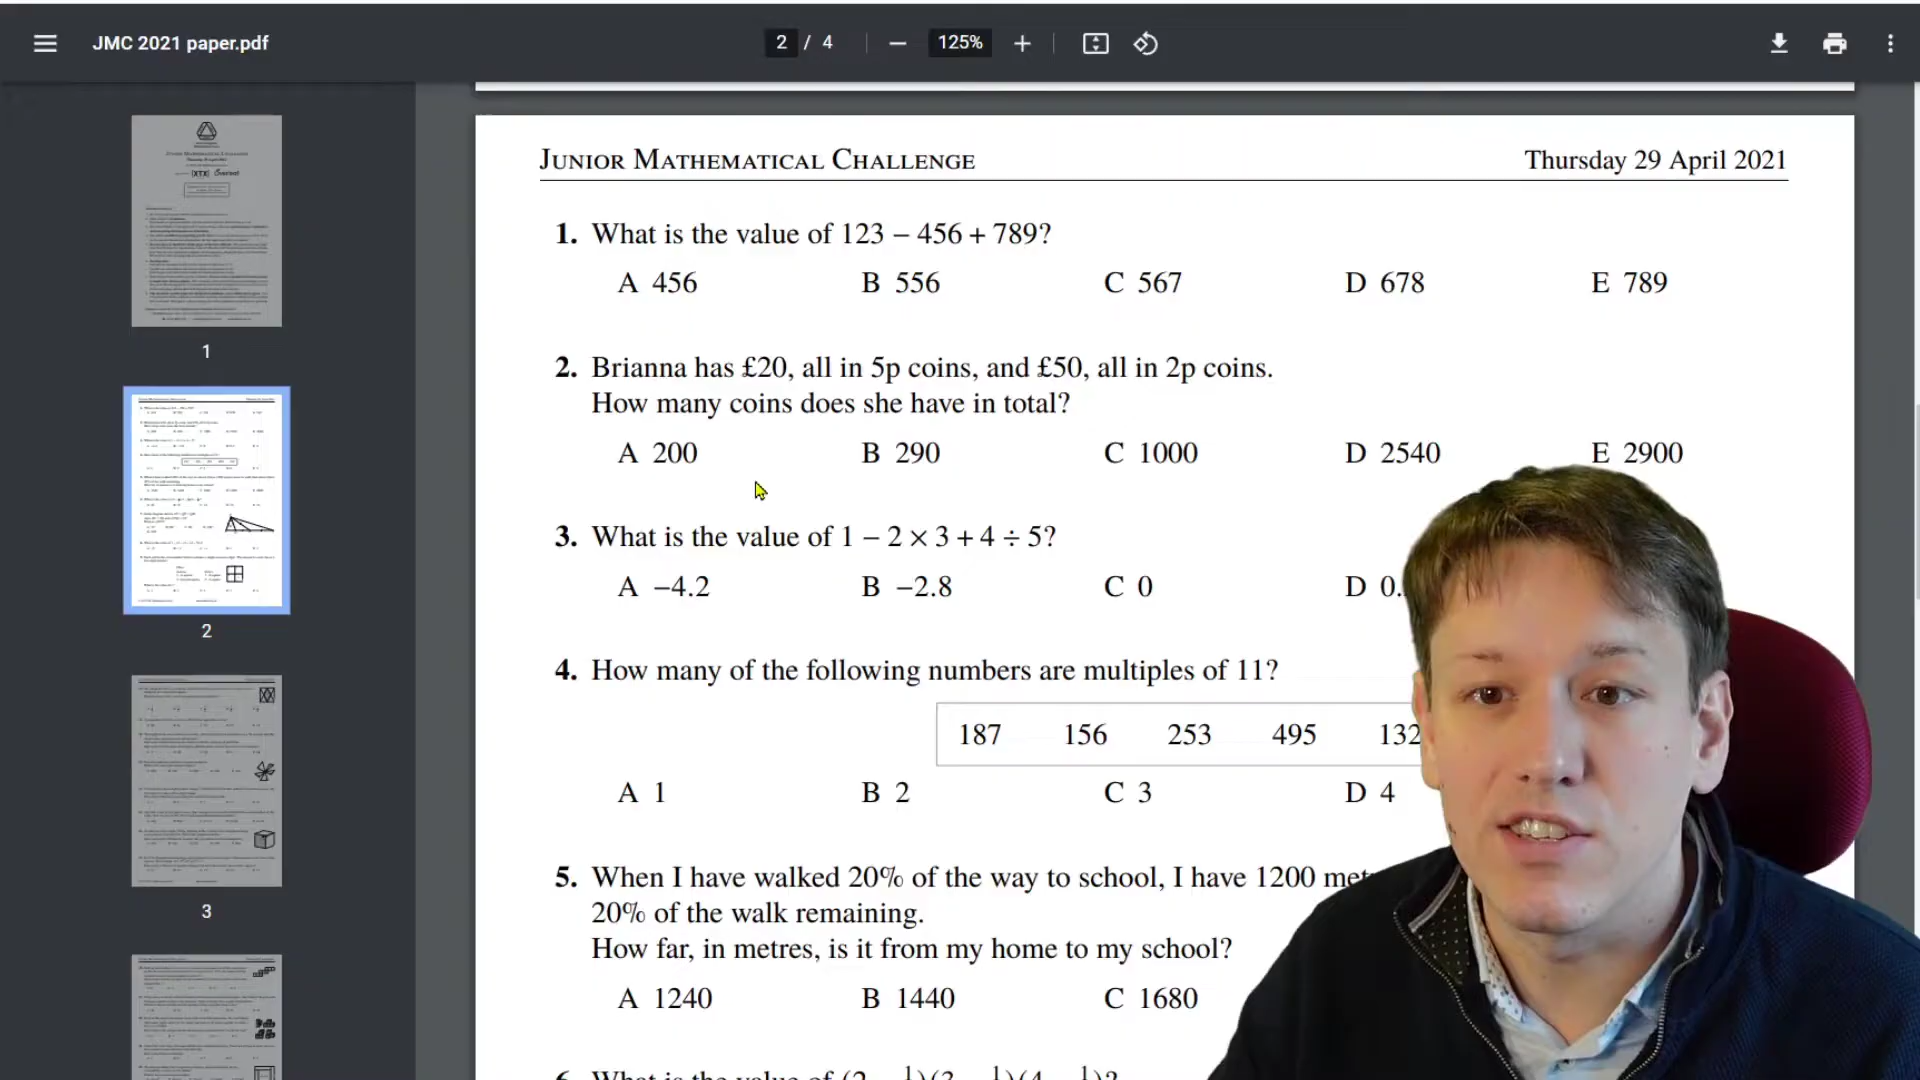 JMC 2021 paper.pdf
2 / 4
125%
JUNIOR MATHEMATICAL CHALLENGE
Thursday 29 April 2021
1. What is the value of 123 − 456 + 789?
A 456 B 556 C 567 D 678 E 789
2. Brianna has £20, all in 5p coins, and £50, all in 2p coins.
How many coins does she have in total?
A 200 B 290 C 1000 D 2540 E 2900
3. What is the value of 1 − 2 × 3 + 4 ÷ 5?
A −4.2 B −2.8 C 0 D 0.
4. How many of the following numbers are multiples of 11?
187 156 253 495 132
A 1 B 2 C 3 D 4
5. When I have walked 20% of the way to school, I have 1200
20% of the walk remaining.
How far, in metres, is it from my home to my school?
A 1240 B 1440 C 1680
1
2
3